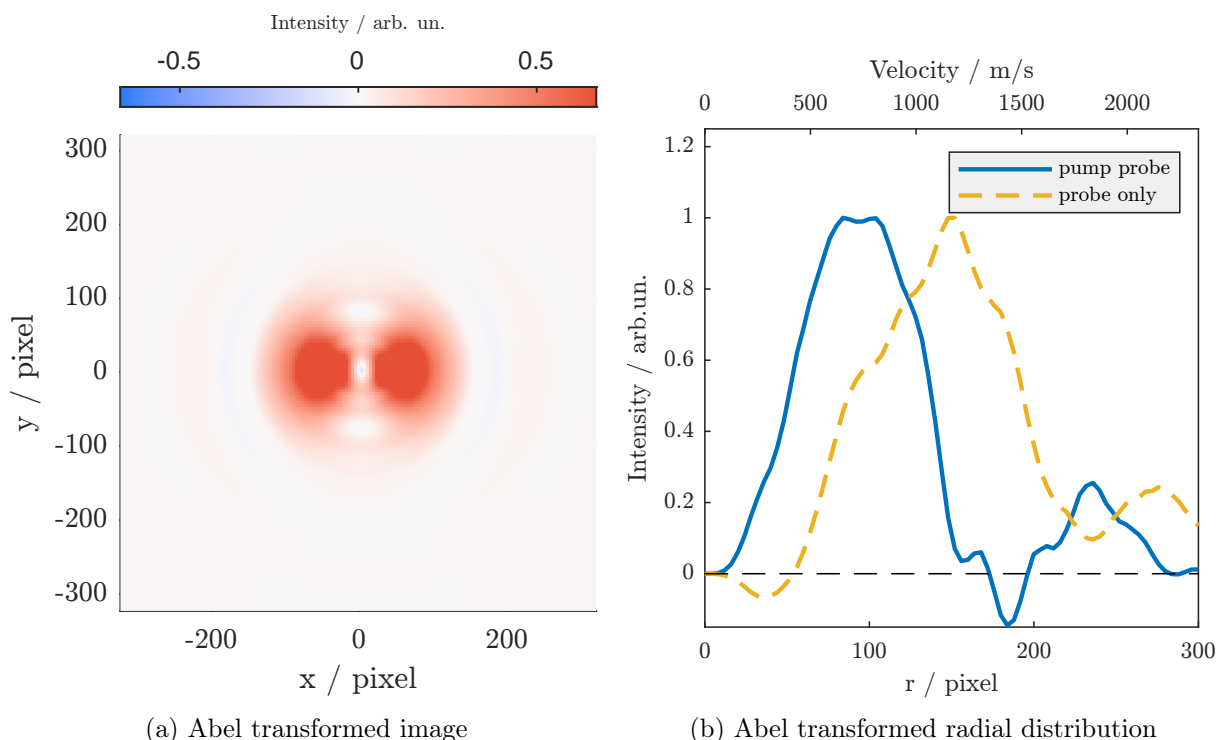 Intensity / arb. un.
-0.5 0 0.5
300
200
100
0
-100
-200
-300
y / pixel
-200 0 200
x / pixel
(a) Abel transformed image
Velocity / m/s
0 500 1000 1500 2000
1.2
1
0.8
0.6
0.4
0.2
0
Intensity / arb.un.
pump probe
probe only
0 100 200 300
r / pixel
(b) Abel transformed radial distribution